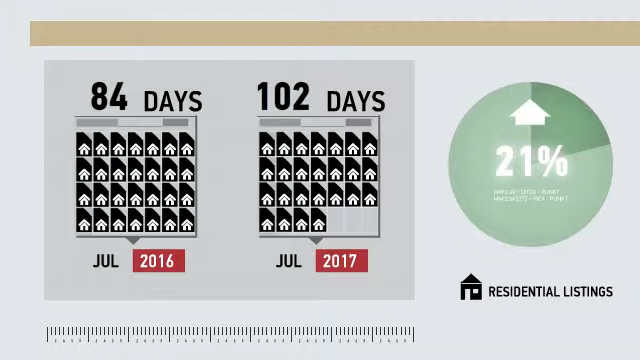 84 DAYS
102 DAYS
JUL 2016
JUL 2017
21%
RESIDENTIAL LISTINGS